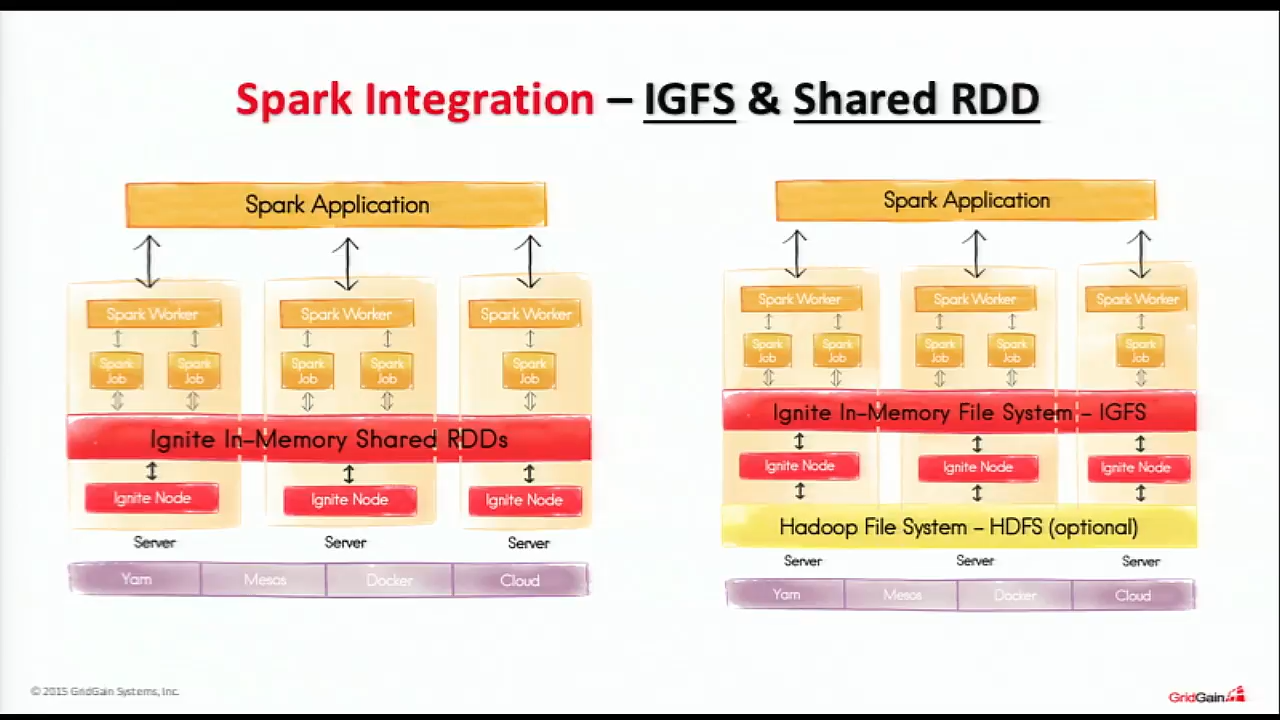 Spark Integration – IGFS & Shared RDD
Spark Application
Spark Worker
Spark Worker
Spark Worker
Spark Job
Spark Job
Spark Job
Spark Job
Spark Job
Ignite In-Memory Shared RDDs
Ignite Node
Ignite Node
Ignite Node
Server
Server
Server
Yarn
Mesos
Docker
Cloud
Spark Application
Spark Worker
Spark Worker
Spark Worker
Spark Job
Spark Job
Spark Job
Spark Job
Spark Job
Ignite In-Memory File System - IGFS
Ignite Node
Ignite Node
Ignite Node
Hadoop File System - HDFS (optional)
Server
Server
Server
Yarn
Mesos
Docker
Cloud
© 2015 GridGain Systems, Inc.
GridGain